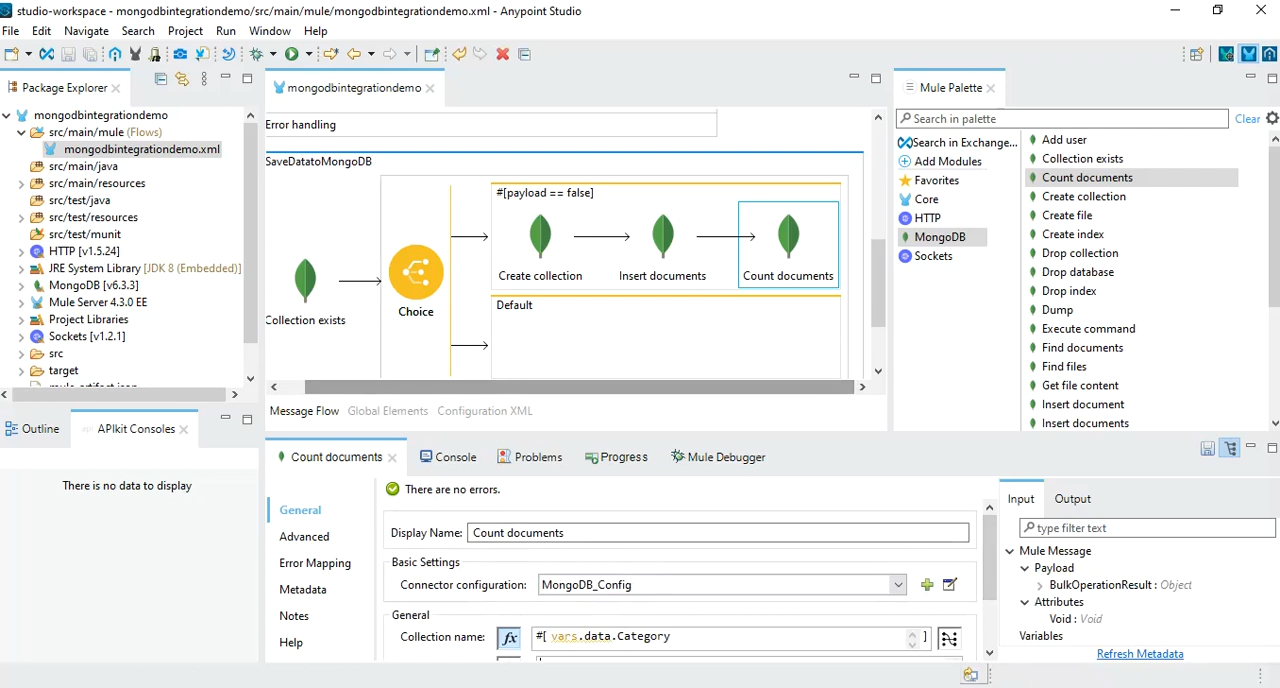 studio-workspace - mongodbintegrationdemo/src/main/mule/mongodbintegrationdemo.xml - Anypoint Studio
File Edit Navigate Search Project Run Window Help
Package Explorer
mongodbintegrationdemo
src/main/mule (Flows)
mongodbintegrationdemo.xml
src/main/java
src/main/resources
src/test/java
src/test/resources
src/test/munit
HTTP [v1.5.24]
JRE System Library [JDK 8 (Embedded)]
MongoDB [v6.3.3]
Mule Server 4.3.0 EE
Project Libraries
Sockets [v1.2.1]
src
target
mule-artifact.json
Outline
APIkit Consoles
There is no data to display
mongodbintegrationdemo
Error handling
SaveDatatoMongoDB
#[payload == false]
Create collection
Insert documents
Count documents
Collection exists
Choice
Default
Message Flow Global Elements Configuration XML
Mule Palette
Search in palette
Clear
Search in Exchange...
Add Modules
Favorites
Core
HTTP
MongoDB
Sockets
Add user
Collection exists
Count documents
Create collection
Create file
Create index
Drop collection
Drop database
Drop index
Dump
Execute command
Find documents
Find files
Get file content
Insert document
Insert documents
Count documents
Console
Problems
Progress
Mule Debugger
There are no errors.
General
Advanced
Error Mapping
Metadata
Notes
Help
Display Name: Count documents
Basic Settings
Connector configuration: MongoDB_Config
General
Collection name: fx #[ vars.data.Category ]
Input Output
type filter text
Mule Message
Payload
BulkOperationResult : Object
Attributes
Void : Void
Variables
Refresh Metadata